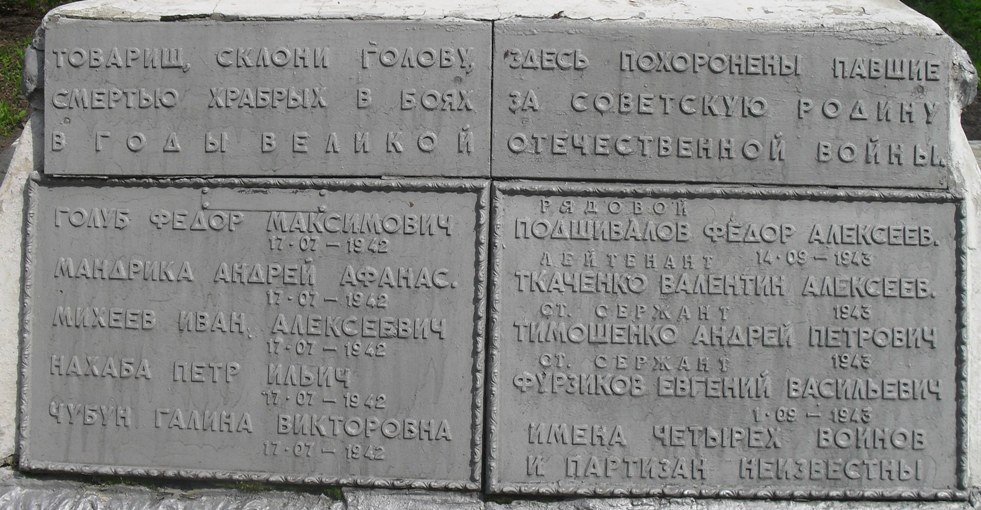 ТОВАРИЩ, СКЛОНИ ГОЛОВУ,
ЗДЕСЬ ПОХОРОНЕНЫ ПАВШИЕ
СМЕРТЬЮ ХРАБРЫХ В БОЯХ
ЗА СОВЕТСКУЮ РОДИНУ
В ГОДЫ ВЕЛИКОЙ
ОТЕЧЕСТВЕННОЙ ВОЙНЫ.
ГОЛУБ ФЕДОР МАКСИМОВИЧ
17·07–1942
МАНДРИКА АНДРЕЙ АФАНАС.
17·07–1942
МИХЕЕВ ИВАН АЛЕКСЕЕВИЧ
17·07–1942
НАХАБА ПЕТР ИЛЬИЧ
17·07–1942
ЧУБУН ГАЛИНА ВИКТОРОВНА
17·07–1942
РЯДОВОЙ
ПОДШИВАЛОВ ФЁДОР АЛЕКСЕЕВ.
ЛЕЙТЕНАНТ 14·09–1943
ТКАЧЕНКО ВАЛЕНТИН АЛЕКСЕЕВ.
СТ. СЕРЖАНТ 1943
ТИМОШЕНКО АНДРЕЙ ПЕТРОВИЧ
СТ. СЕРЖАНТ 1943
ФУРЗИКОВ ЕВГЕНИЙ ВАСИЛЬЕВИЧ
1·09–1943
ИМЕНА ЧЕТЫРЕХ ВОИНОВ
И ПАРТИЗАН НЕИЗВЕСТНЫ